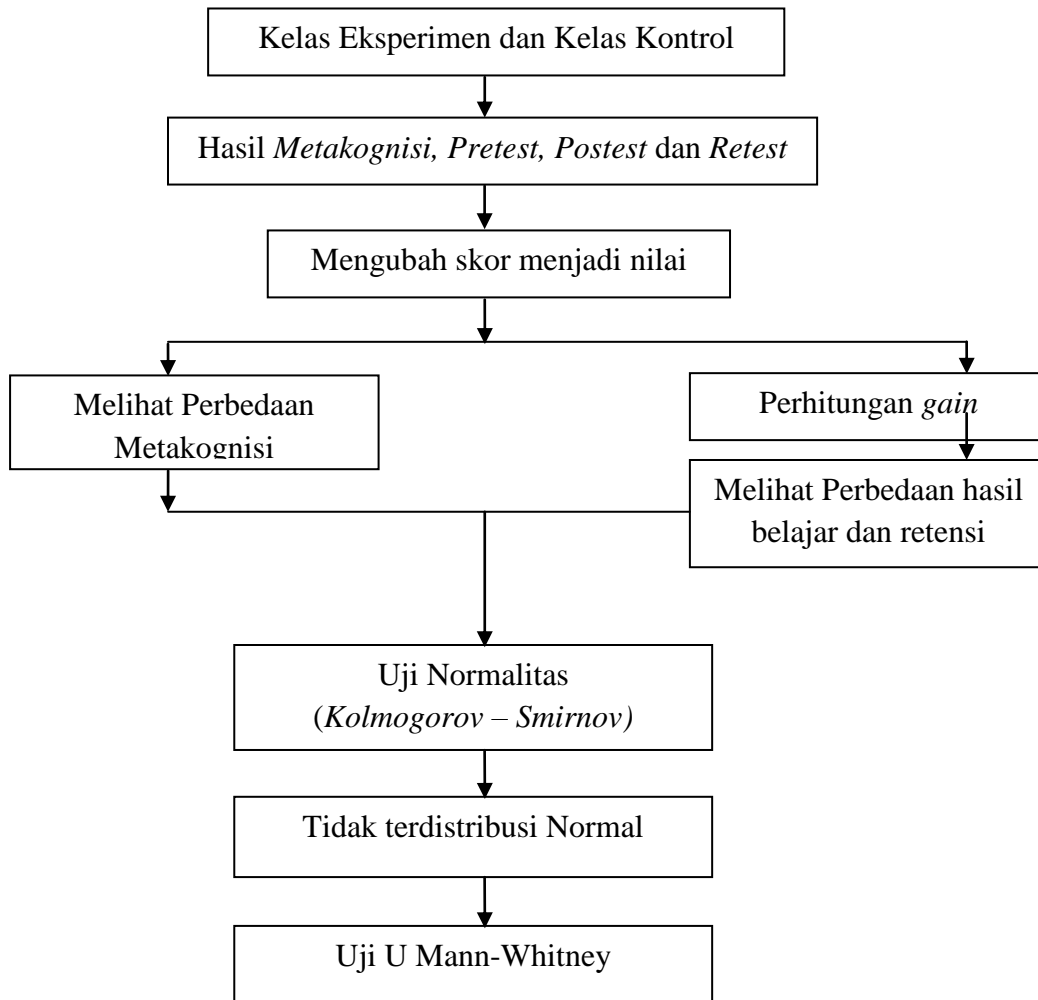 Kelas Eksperimen dan Kelas Kontrol
Hasil Metakognisi, Pretest, Postest dan Retest
Mengubah skor menjadi nilai
Melihat Perbedaan
Metakognisi
Perhitungan gain
Melihat Perbedaan hasil
belajar dan retensi
Uji Normalitas
(Kolmogorov – Smirnov)
Tidak terdistribusi Normal
Uji U Mann-Whitney